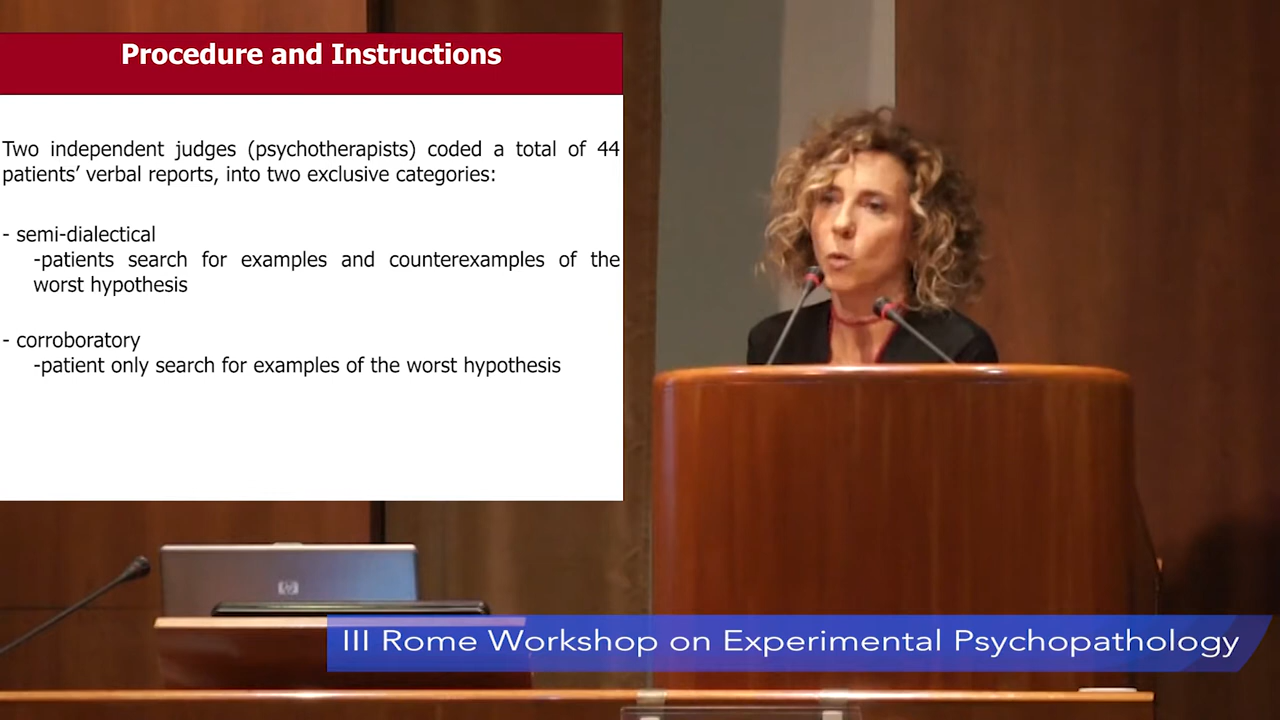 Procedure and Instructions
Two independent judges (psychotherapists) coded a total of 44
patients’ verbal reports, into two exclusive categories:
- semi-dialectical
-patients search for examples and counterexamples of the
worst hypothesis
- corroboratory
-patient only search for examples of the worst hypothesis
hp
III Rome Workshop on Experimental Psychopathology